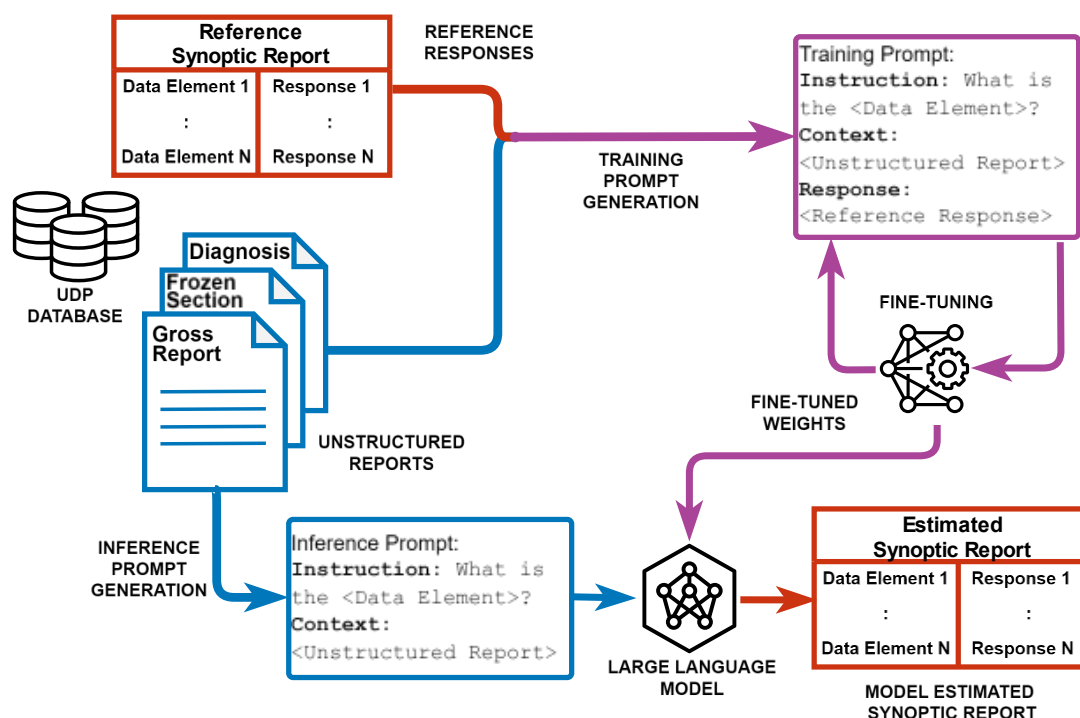 Reference
Synoptic Report
Data Element 1
Response 1
:
:
Data Element N
Response N
REFERENCE
RESPONSES
TRAINING
PROMPT
GENERATION
Training Prompt:
Instruction: What is
the <Data Element>?
Context:
<Unstructured Report>
Response:
<Reference Response>
UDP
DATABASE
Diagnosis
Frozen
Section
Gross
Report
UNSTRUCTURED
REPORTS
FINE-TUNING
FINE-TUNED
WEIGHTS
INFERENCE
PROMPT
GENERATION
Inference Prompt:
Instruction: What is
the <Data Element>?
Context:
<Unstructured Report>
LARGE LANGUAGE
MODEL
Estimated
Synoptic Report
Data Element 1
Response 1
:
:
Data Element N
Response N
MODEL ESTIMATED
SYNOPTIC REPORT